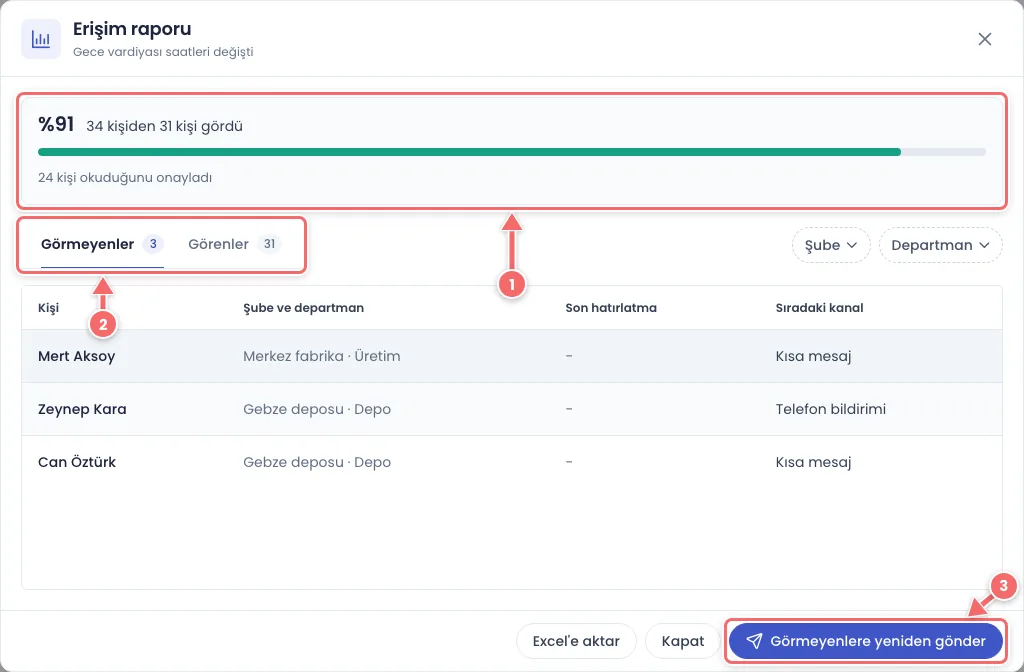 Erişim raporu
Gece vardiyası saatleri değişti
%91 34 kişiden 31 kişi gördü
24 kişi okuduğunu onayladı
Görmeyenler 3 Görenler 31 Şube Departman
1
2
Kişi Şube ve departman Son hatırlatma Sıradaki kanal
Mert Aksoy Merkez fabrika · Üretim - Kısa mesaj
Zeynep Kara Gebze deposu · Depo - Telefon bildirimi
Can Öztürk Gebze deposu · Depo - Kısa mesaj
3
Excel'e aktar Kapat Görmeyenlere yeniden gönder